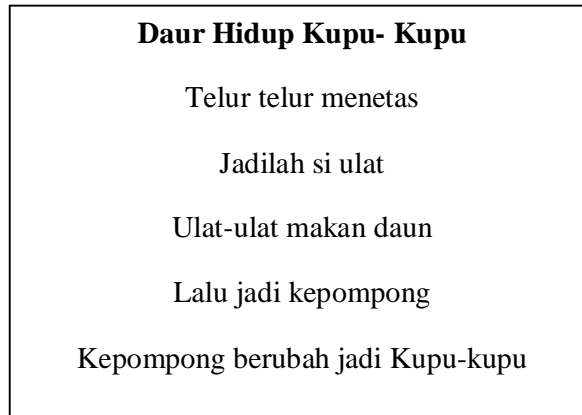 Daur Hidup Kupu- Kupu
Telur telur menetas
Jadilah si ulat
Ulat-ulat makan daun
Lalu jadi kepompong
Kepompong berubah jadi Kupu-kupu